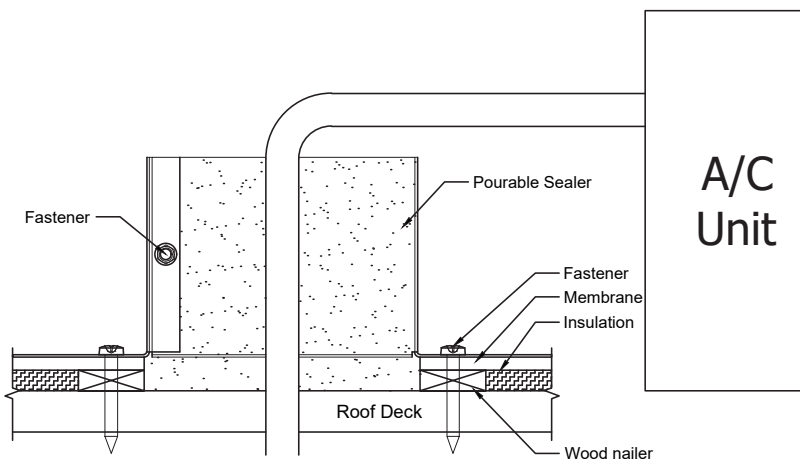 A/C
Unit
Pourable Sealer
Fastener
Fastener
Membrane
Insulation
Roof Deck
Wood nailer